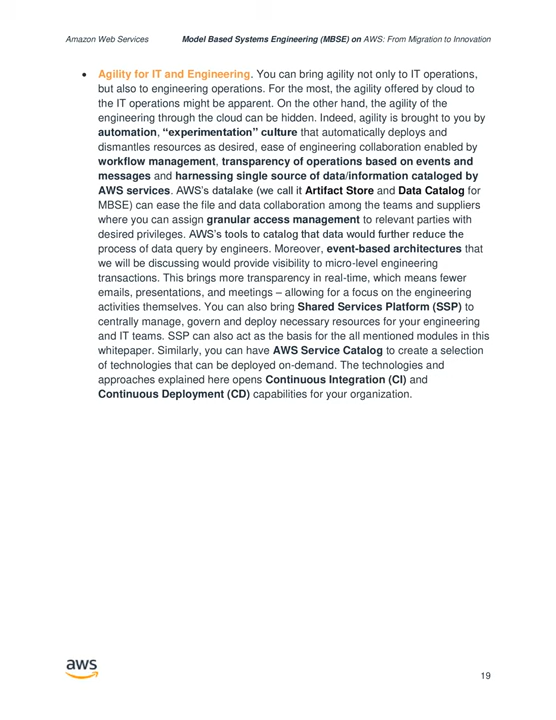 Amazon Web Services Model Based Systems Engineering (MBSE) on AWS: From Migration to Innovation
• Agility for IT and Engineering. You can bring agility not only to IT operations,
but also to engineering operations. For the most, the agility offered by cloud to
the IT operations might be apparent. On the other hand, the agility of the
engineering through the cloud can be hidden. Indeed, agility is brought to you by
automation, “experimentation” culture that automatically deploys and
dismantles resources as desired, ease of engineering collaboration enabled by
workflow management, transparency of operations based on events and
messages and harnessing single source of data/information cataloged by
AWS services. AWS’s datalake (we call it Artifact Store and Data Catalog for
MBSE) can ease the file and data collaboration among the teams and suppliers
where you can assign granular access management to relevant parties with
desired privileges. AWS’s tools to catalog that data would further reduce the
process of data query by engineers. Moreover, event-based architectures that
we will be discussing would provide visibility to micro-level engineering
transactions. This brings more transparency in real-time, which means fewer
emails, presentations, and meetings – allowing for a focus on the engineering
activities themselves. You can also bring Shared Services Platform (SSP) to
centrally manage, govern and deploy necessary resources for your engineering
and IT teams. SSP can also act as the basis for the all mentioned modules in this
whitepaper. Similarly, you can have AWS Service Catalog to create a selection
of technologies that can be deployed on-demand. The technologies and
approaches explained here opens Continuous Integration (CI) and
Continuous Deployment (CD) capabilities for your organization.
aws
19